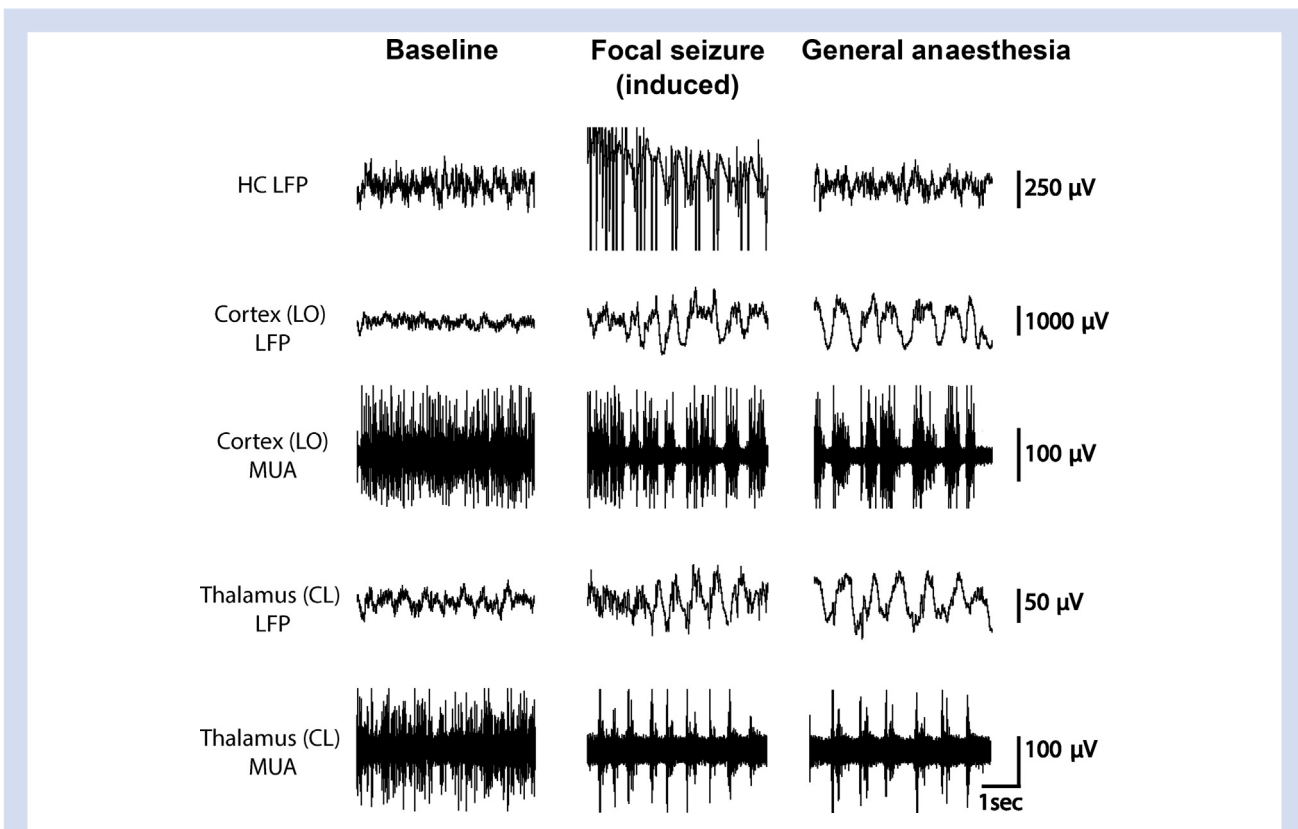 Baseline
Focal seizure
(induced)
General anaesthesia
HC LFP
250 µV
Cortex (LO)
LFP
1000 µV
Cortex (LO)
MUA
100 µV
Thalamus (CL)
LFP
50 µV
Thalamus (CL)
MUA
100 µV
1sec